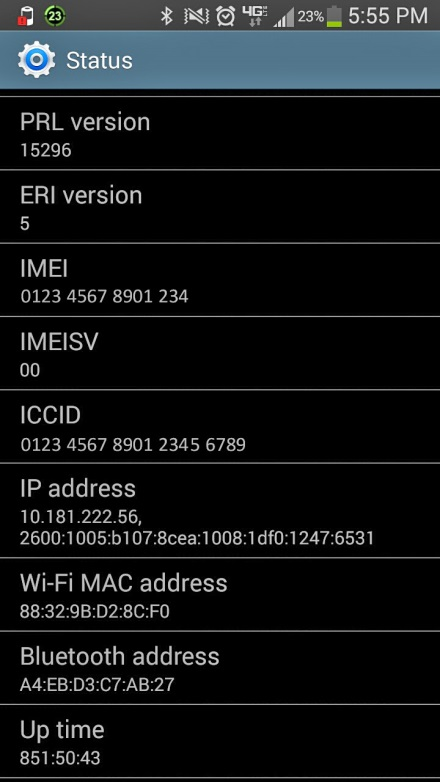 23 4G LTE 23% 5:55 PM
Status
PRL version
15296
ERI version
5
IMEI
0123 4567 8901 234
IMEISV
00
ICCID
0123 4567 8901 2345 6789
IP address
10.181.222.56,
2600:1005:b107:8cea:1008:1df0:1247:6531
Wi-Fi MAC address
88:32:9B:D2:8C:F0
Bluetooth address
A4:EB:D3:C7:AB:27
Up time
851:50:43